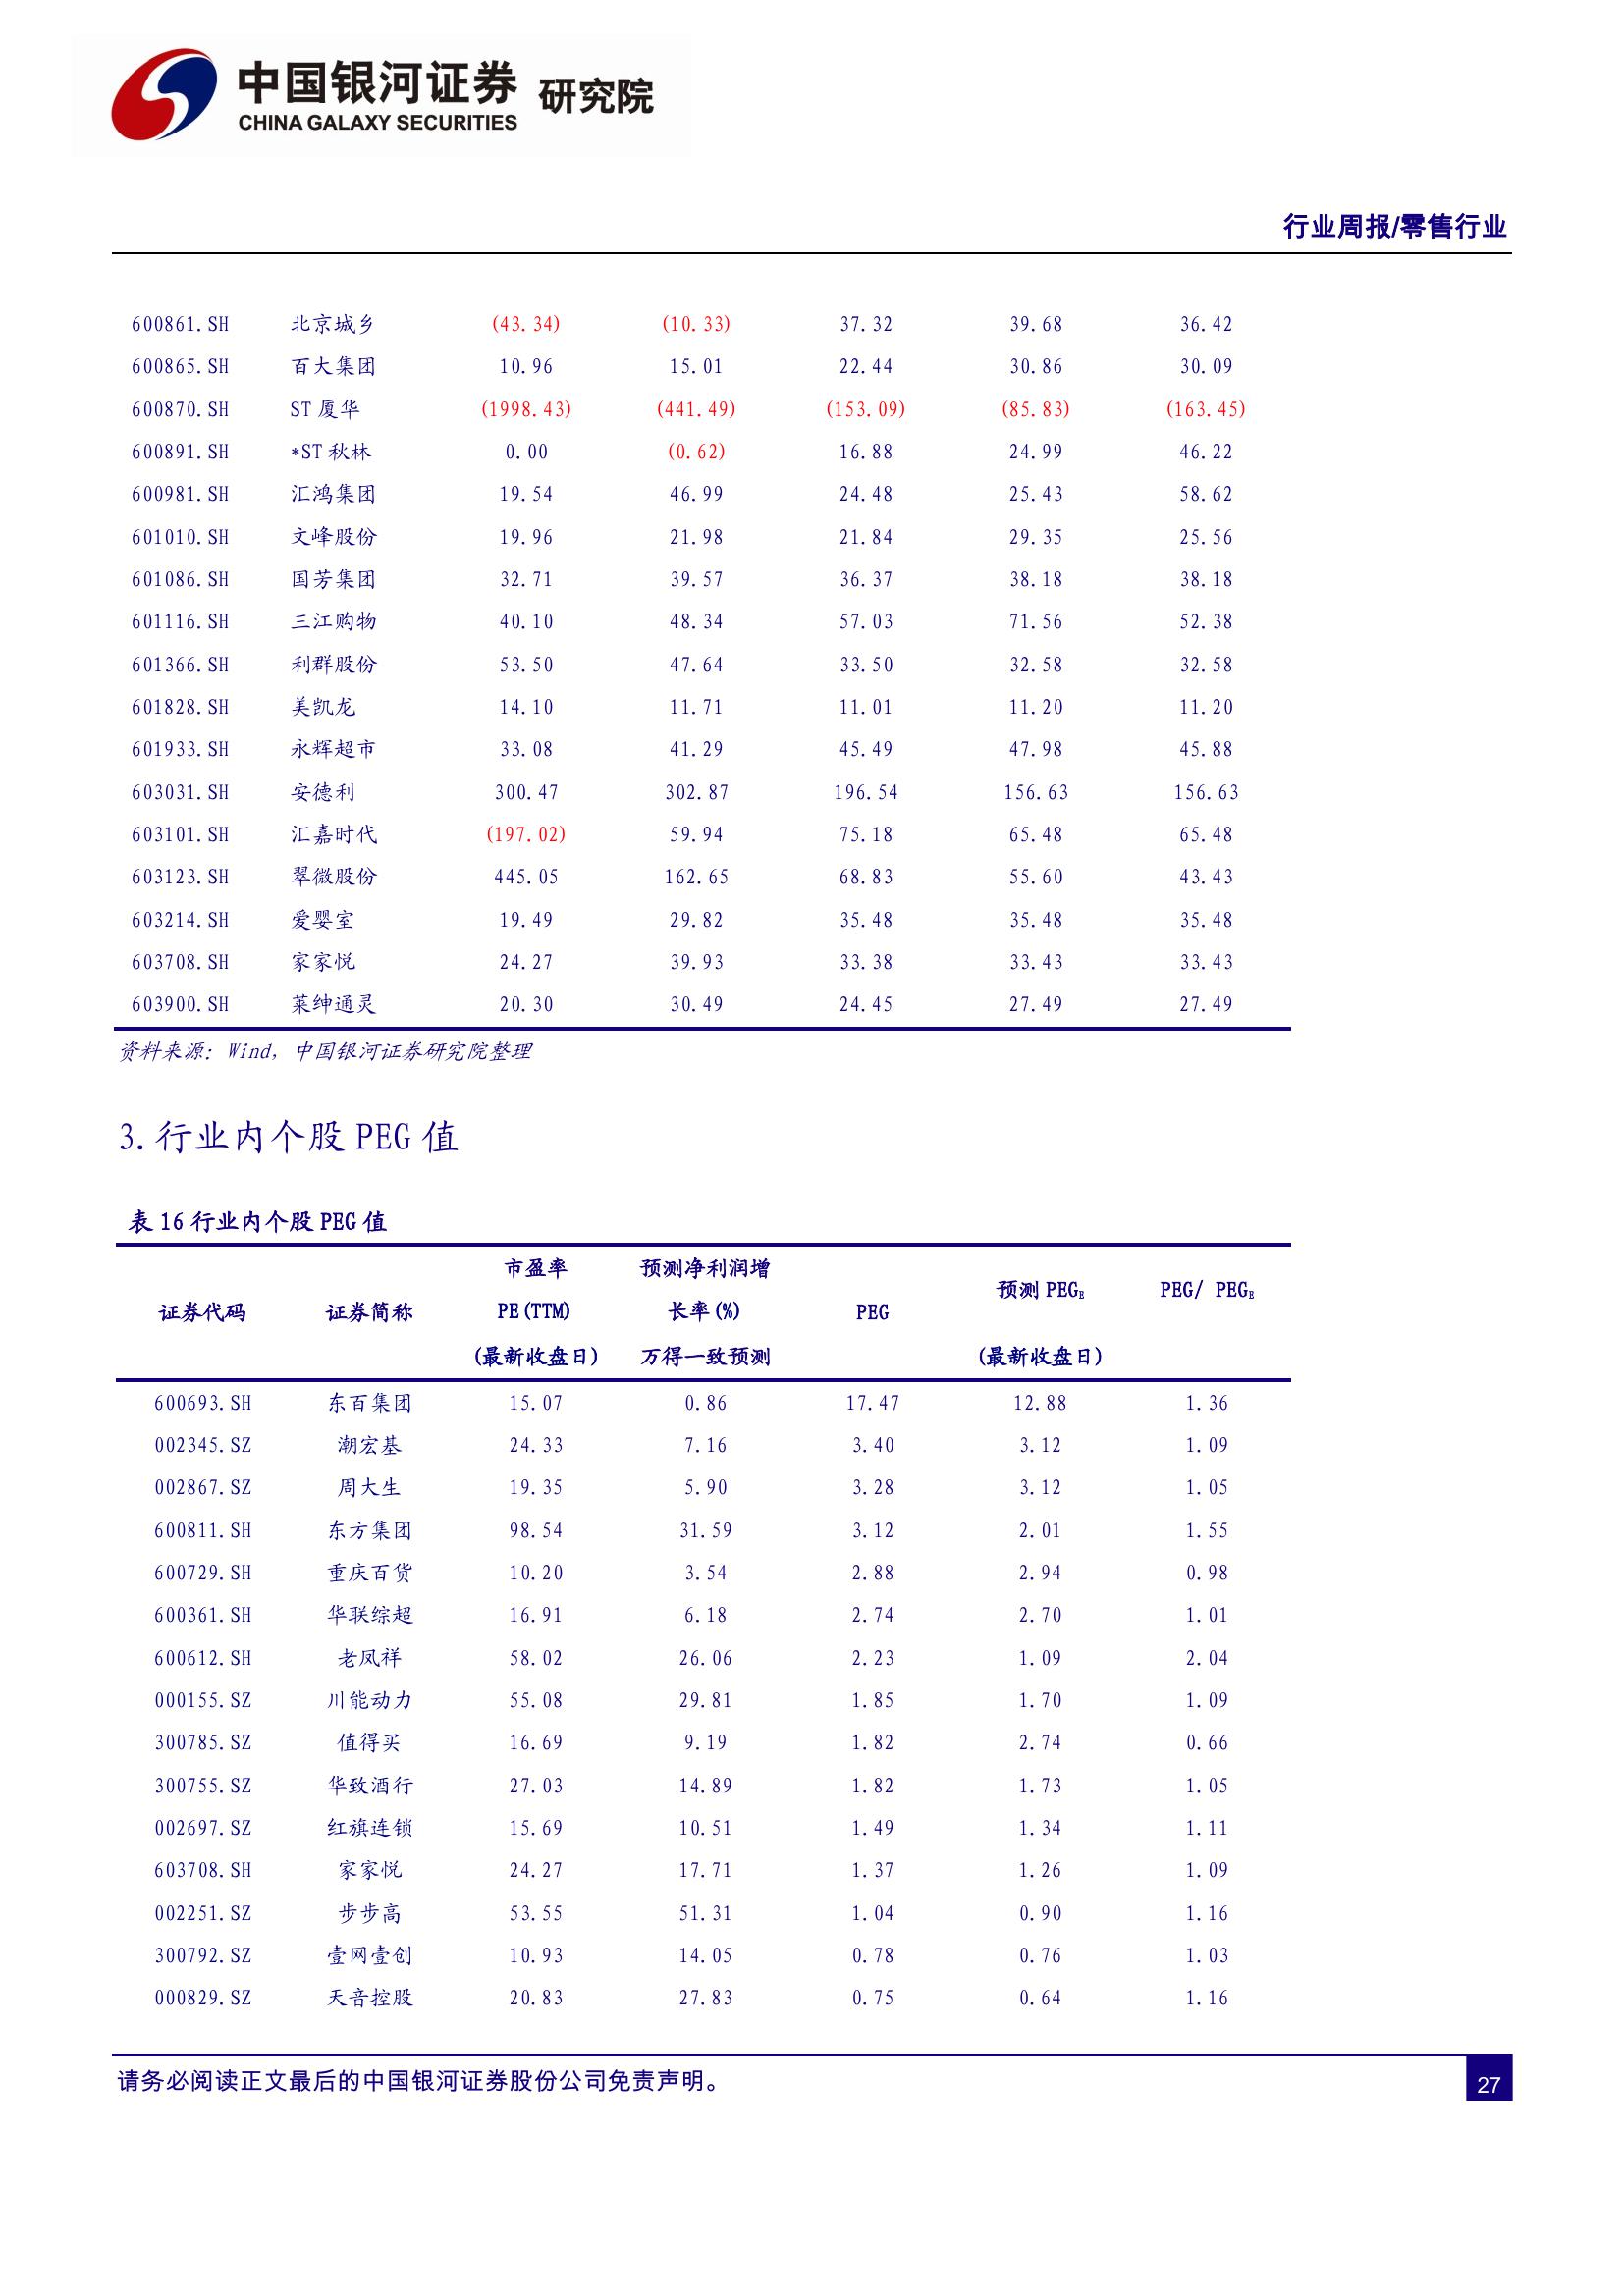 中国银河证券 研究院
CHINA GALAXY SECURITIES
行业周报/零售行业
600861.SH 北京城乡 (43.34) (10.33) 37.32 39.68 36.42
600865.SH 百大集团 10.96 15.01 22.44 30.86 30.09
600870.SH ST 厦华 (1998.43) (441.49) (153.09) (85.83) (163.45)
600891.SH *ST 秋林 0.00 (0.62) 16.88 24.99 46.22
600981.SH 汇鸿集团 19.54 46.99 24.48 25.43 58.62
601010.SH 文峰股份 19.96 21.98 21.84 29.35 25.56
601086.SH 国芳集团 32.71 39.57 36.37 38.18 38.18
601116.SH 三江购物 40.10 48.34 57.03 71.56 52.38
601366.SH 利群股份 53.50 47.64 33.50 32.58 32.58
601828.SH 美凯龙 14.10 11.71 11.01 11.20 11.20
601933.SH 永辉超市 33.08 41.29 45.49 47.98 45.88
603031.SH 安德利 300.47 302.87 196.54 156.63 156.63
603101.SH 汇嘉时代 (197.02) 59.94 75.18 65.48 65.48
603123.SH 翠微股份 445.05 162.65 68.83 55.60 43.43
603214.SH 爱婴室 19.49 29.82 35.48 35.48 35.48
603708.SH 家家悦 24.27 39.93 33.38 33.43 33.43
603900.SH 莱绅通灵 20.30 30.49 24.45 27.49 27.49
资料来源：Wind，中国银河证券研究院整理
3.行业内个股 PEG 值
表 16 行业内个股 PEG 值
市盈率 预测净利润增
预测 PEGE PEG/ PEGE
证券代码 证券简称 PE(TTM) 长率(%) PEG
(最新收盘日) 万得一致预测 (最新收盘日)
600693.SH 东百集团 15.07 0.86 17.47 12.88 1.36
002345.SZ 潮宏基 24.33 7.16 3.40 3.12 1.09
002867.SZ 周大生 19.35 5.90 3.28 3.12 1.05
600811.SH 东方集团 98.54 31.59 3.12 2.01 1.55
600729.SH 重庆百货 10.20 3.54 2.88 2.94 0.98
600361.SH 华联综超 16.91 6.18 2.74 2.70 1.01
600612.SH 老凤祥 58.02 26.06 2.23 1.09 2.04
000155.SZ 川能动力 55.08 29.81 1.85 1.70 1.09
300785.SZ 值得买 16.69 9.19 1.82 2.74 0.66
300755.SZ 华致酒行 27.03 14.89 1.82 1.73 1.05
002697.SZ 红旗连锁 15.69 10.51 1.49 1.34 1.11
603708.SH 家家悦 24.27 17.71 1.37 1.26 1.09
002251.SZ 步步高 53.55 51.31 1.04 0.90 1.16
300792.SZ 壹网壹创 10.93 14.05 0.78 0.76 1.03
000829.SZ 天音控股 20.83 27.83 0.75 0.64 1.16
请务必阅读正文最后的中国银河证券股份公司免责声明。
27